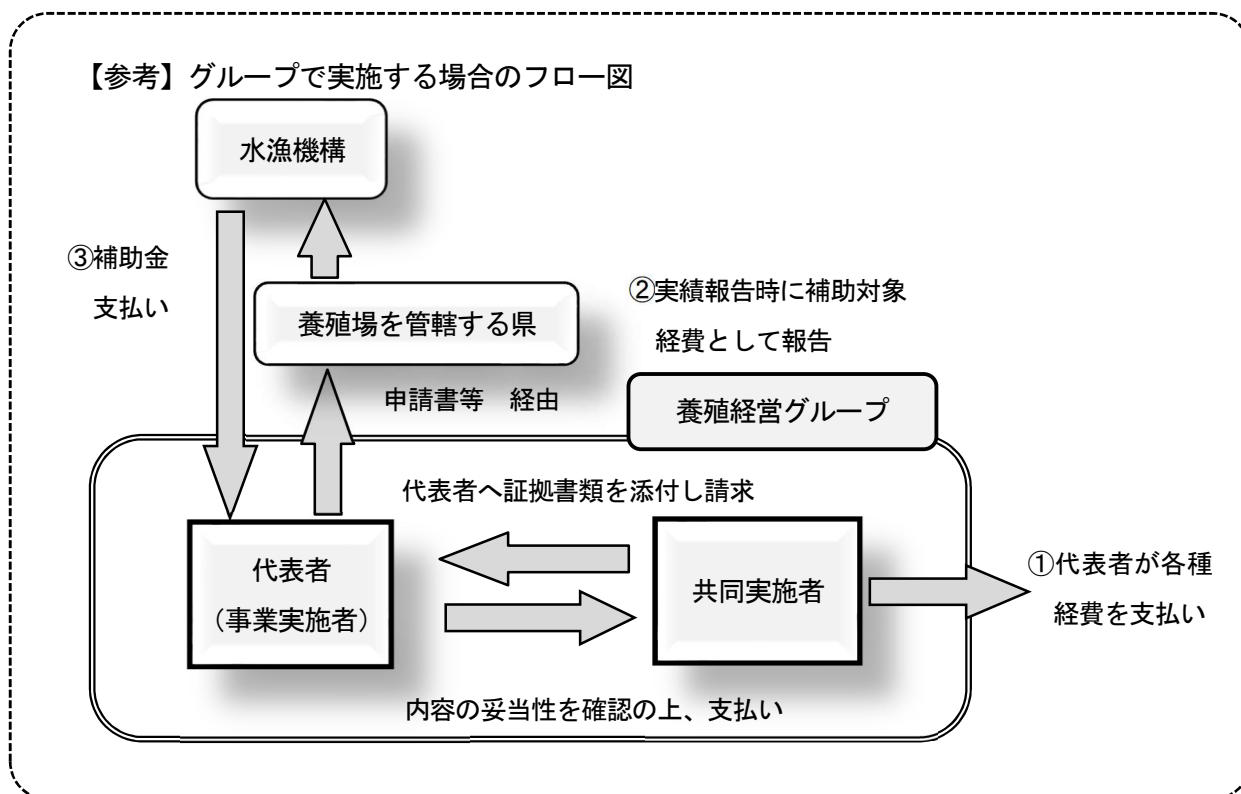 【参考】グループで実施する場合のフロー図
水漁機構
③補助金
支払い
養殖場を管轄する県
②実績報告時に補助対象
経費として報告
申請書等　経由
養殖経営グループ
代表者へ証拠書類を添付し請求
代表者
（事業実施者）
共同実施者
①代表者が各種
経費を支払い
内容の妥当性を確認の上、支払い